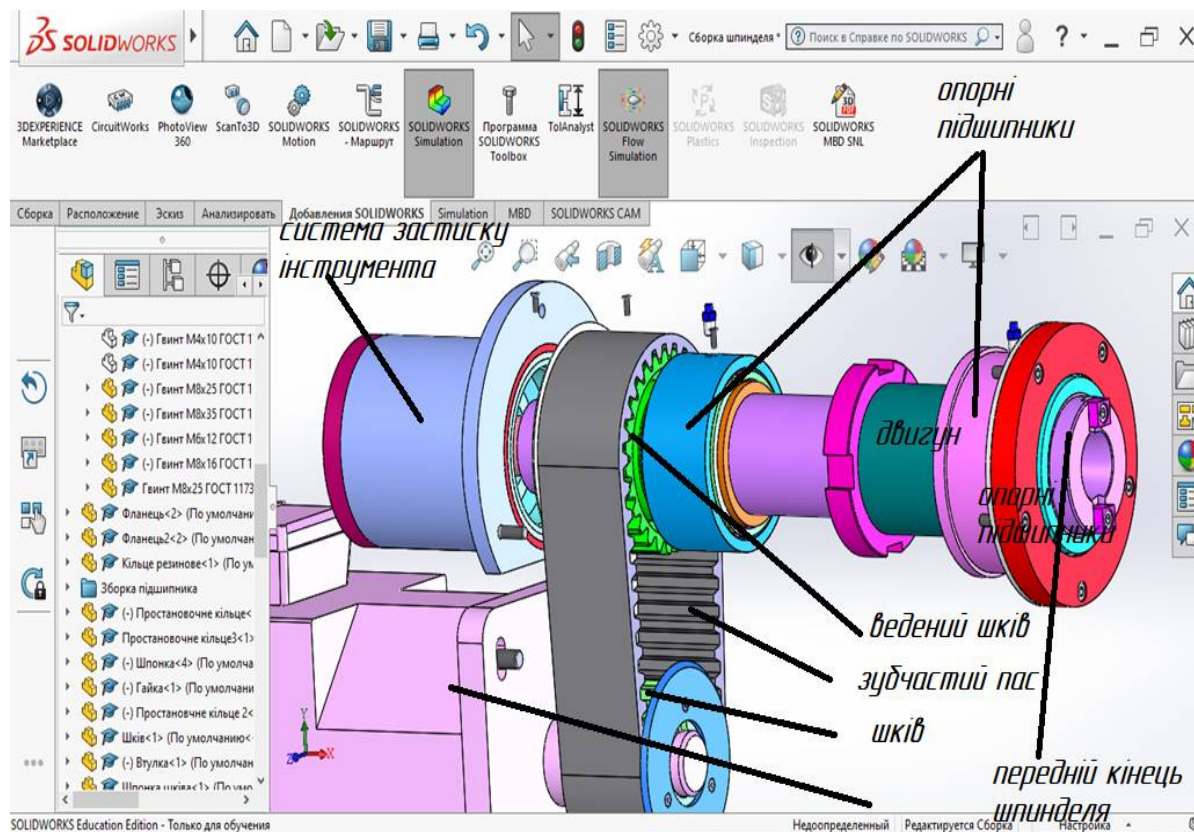 SOLIDWORKS
Сборка шпинделя *
Поиск в Справке по SOLIDWORKS
3DEXPERIENCE Marketplace
CircuitWorks
PhotoView 360
ScanTo3D
SOLIDWORKS Motion
SOLIDWORKS - Маршрут
SOLIDWORKS Simulation
Программа SOLIDWORKS Toolbox
TolAnalyst
SOLIDWORKS Flow Simulation
SOLIDWORKS Plastics
SOLIDWORKS Inspection
SOLIDWORKS MBD SNL
опорні
підшипники
Сборка
Расположение
Эскиз
Анализировать
Добавления SOLIDWORKS
Simulation
MBD
SOLIDWORKS CAM
система застиску
інструмента
(-) Гвинт М4х10 ГОСТ 1
(-) Гвинт М4х10 ГОСТ 1
(-) Гвинт М8х25 ГОСТ 1
(-) Гвинт М8х35 ГОСТ 1
(-) Гвинт М6х12 ГОСТ 1
(-) Гвинт М8х16 ГОСТ 1
Гвинт М8х25 ГОСТ 1173
Фланець<2> (По умолчани
Фланець2<2> (По умолчан
Кільце резинове<1> (По ум
Зборка підшипника
(-) Простановочне кільце<
Простановочне кільце3<1>
(-) Шпонка<4> (По умолча
(-) Гайка<1> (По умолчани
(-) Простановчне кільце 2<
Шків<1> (По умолчанию<
(-) Втулка<1> (По умолчан
Шпонка шківа<1> (По умо
двигун
опорні
підшипники
ведений шків
зубчастий пас
шків
передній кінець
шпинделя
Y
Z
X
SOLIDWORKS Education Edition - Только для обучения
Недоопределенный
Редактируется Сборка
Настройка